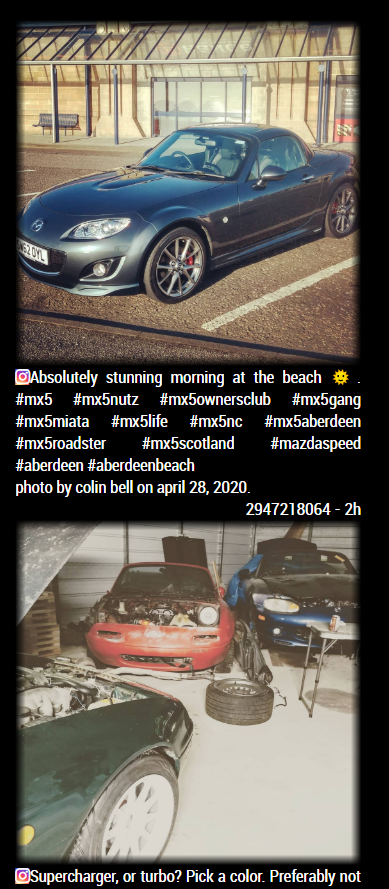 Absolutely stunning morning at the beach 🌞 .
#mx5 #mx5nutz #mx5ownersclub #mx5gang
#mx5miata #mx5life #mx5nc #mx5aberdeen
#mx5roadster #mx5scotland #mazdaspeed
#aberdeen #aberdeenbeach
photo by colin bell on april 28, 2020.
2947218064 - 2h
Supercharger, or turbo? Pick a color. Preferably not